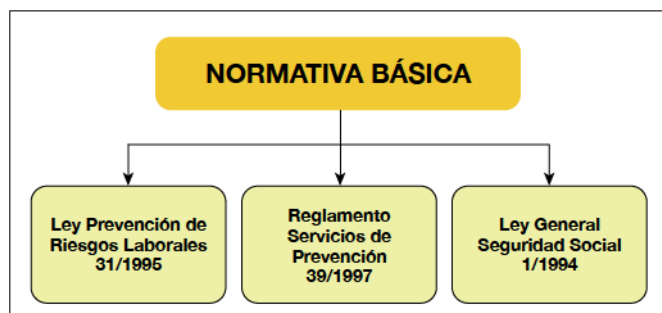 NORMATIVA BÁSICA
Ley Prevención de
Riesgos Laborales
31/1995
Reglamento
Servicios de
Prevención
39/1997
Ley General
Seguridad Social
1/1994